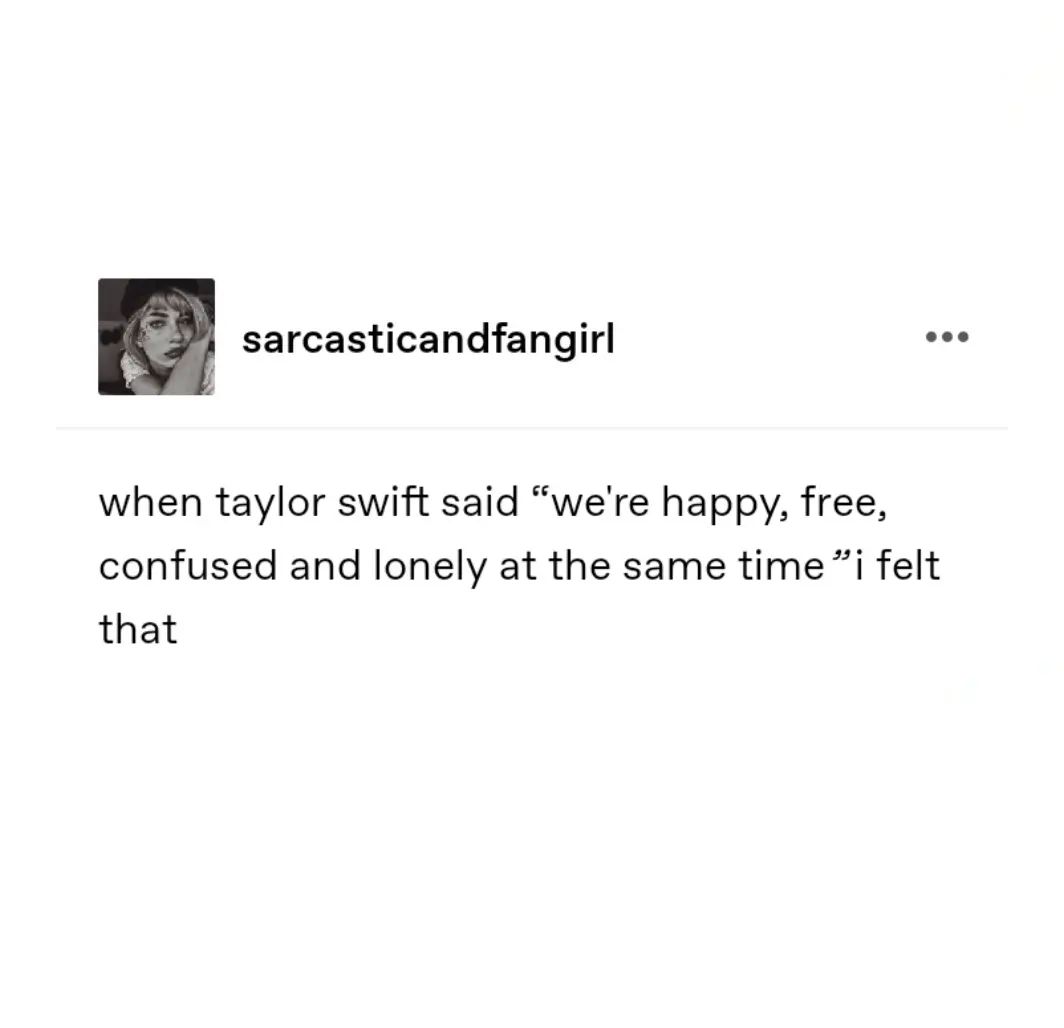 sarcasticandfangirl
when taylor swift said “we're happy, free,
confused and lonely at the same time ”i felt
that